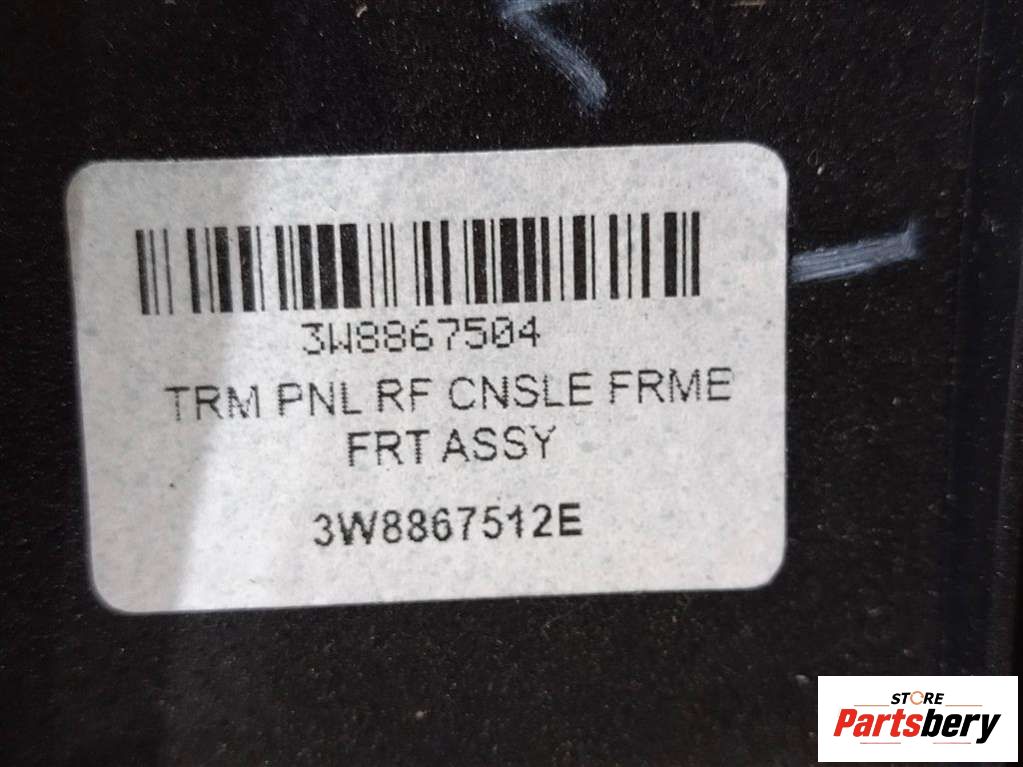 3W8867504
TRM PNL RF CNSLE FRME
FRT ASSY
3W8867512E
STORE
Partsbery